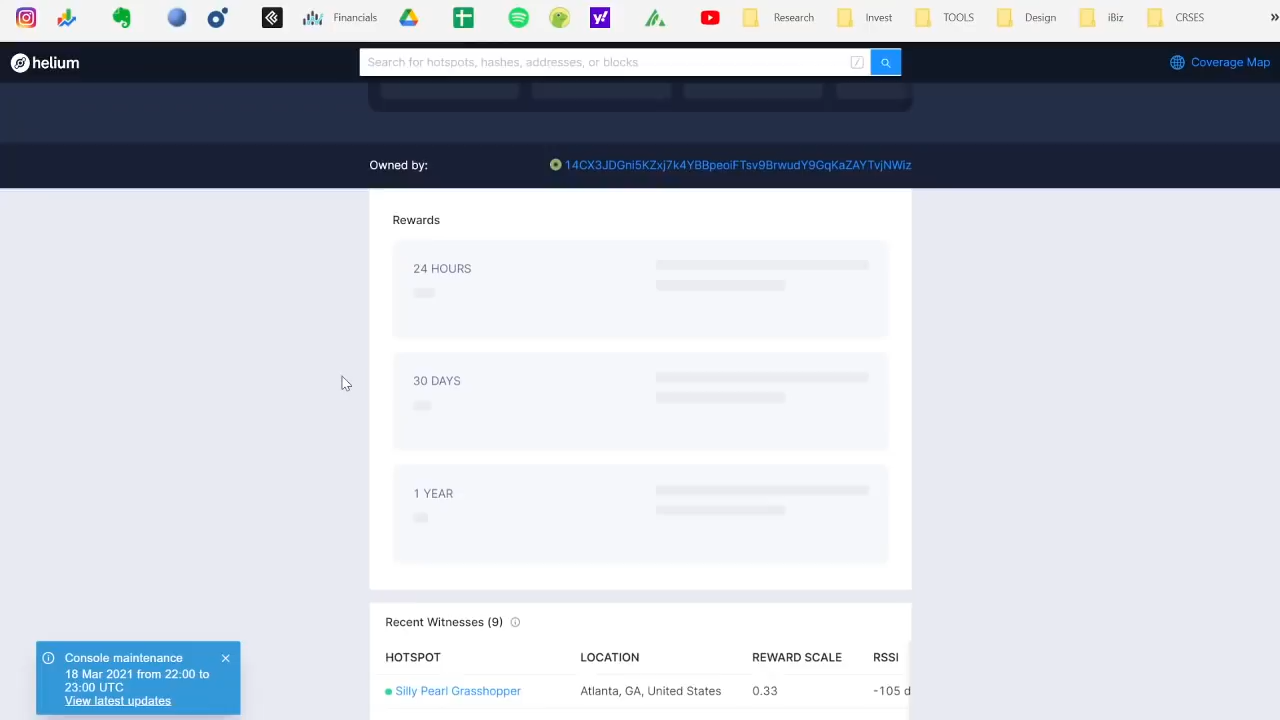 Financials
Research
Invest
TOOLS
Design
iBiz
CRSES
»
helium
Search for hotspots, hashes, addresses, or blocks
/
Coverage Map
Owned by:
14CX3JDGni5KZxj7k4YBBpeoiFTsv9BrwudY9GqKaZAYTvjNWiz
Rewards
24 HOURS
30 DAYS
1 YEAR
Recent Witnesses (9)
HOTSPOT LOCATION REWARD SCALE RSSI
Silly Pearl Grasshopper Atlanta, GA, United States 0.33 -105 d
Console maintenance
18 Mar 2021 from 22:00 to
23:00 UTC
View latest updates